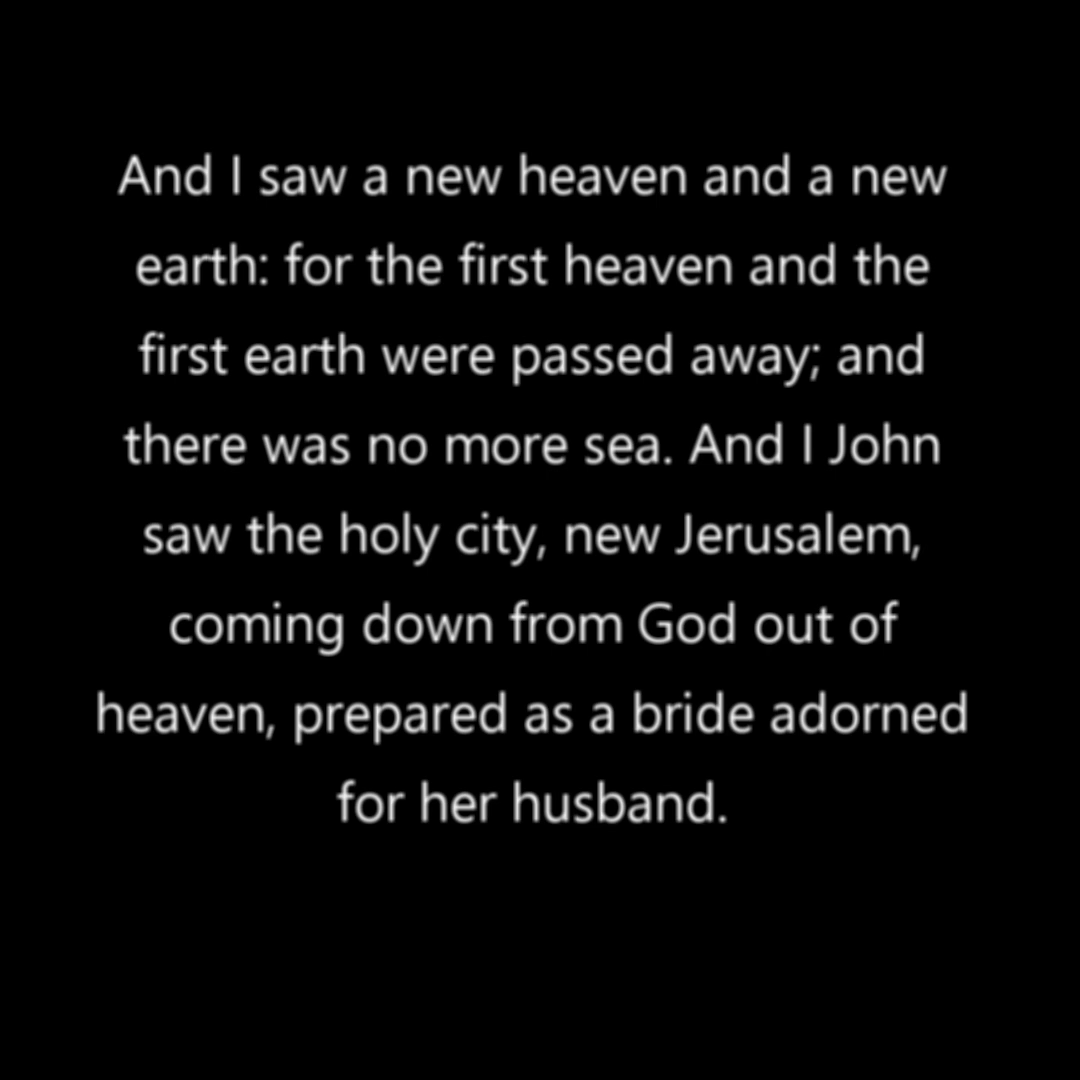 And I saw a new heaven and a new
earth: for the first heaven and the
first earth were passed away; and
there was no more sea. And I John
saw the holy city, new Jerusalem,
coming down from God out of
heaven, prepared as a bride adorned
for her husband.